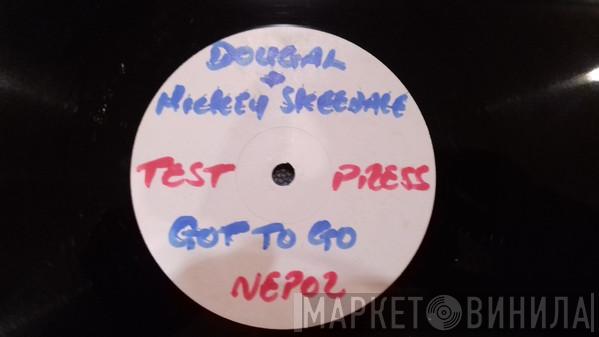 DOUGAL
+
MICKEY SKEEDALE
TEST PRESS
GOT TO GO
NEP02
МАРКЕТ ВИНИЛА